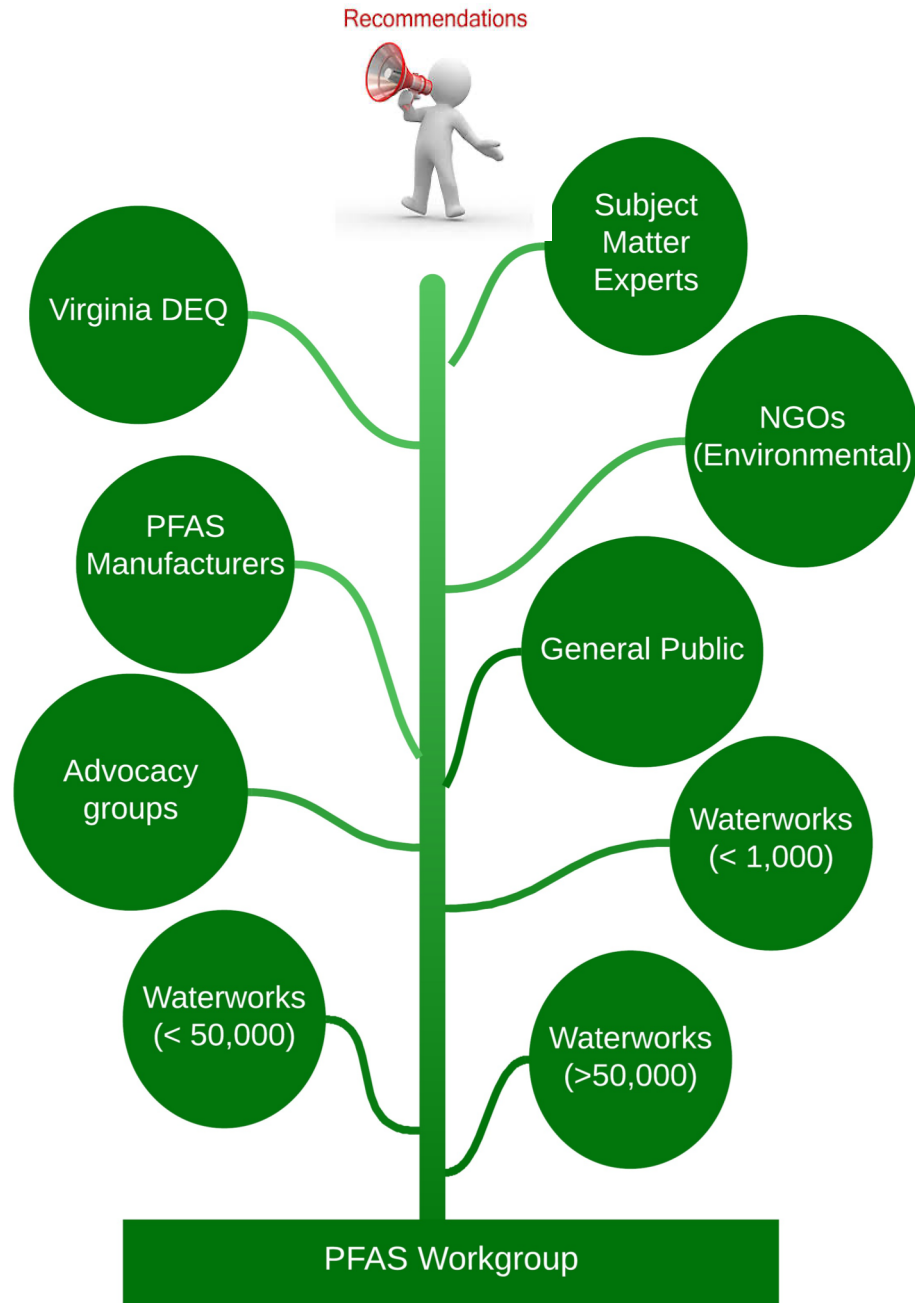 Recommendations
Subject
Matter
Experts
Virginia DEQ
NGOs
(Environmental)
PFAS
Manufacturers
General Public
Advocacy
groups
Waterworks
(< 1,000)
Waterworks
(< 50,000)
Waterworks
(>50,000)
PFAS Workgroup